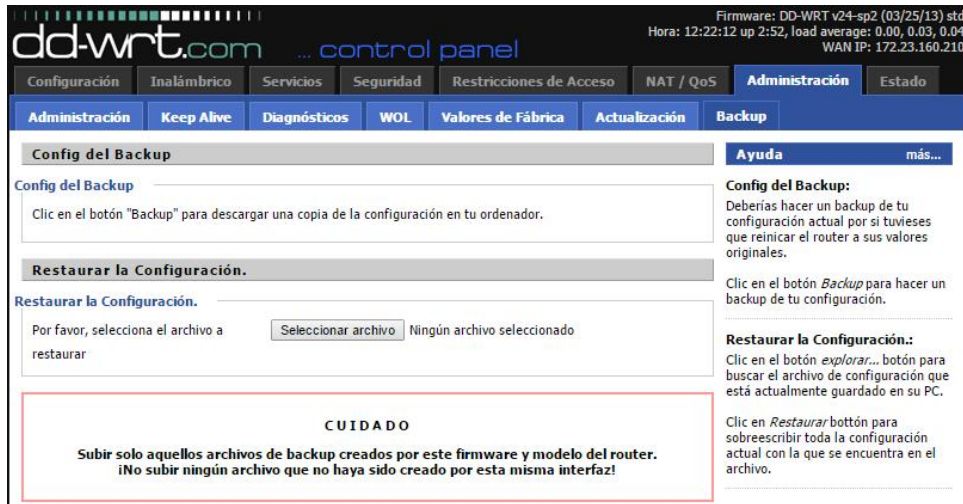 Firmware: DD-WRT v24-sp2 (03/25/13) std
Hora: 12:22:12 up 2:52, load average: 0.00, 0.03, 0.04
WAN IP: 172.23.160.210
dd-wrt.com ... control panel
Configuración Inalámbrico Servicios Seguridad Restricciones de Acceso NAT / QoS Administración Estado
Administración Keep Alive Diagnósticos WOL Valores de Fábrica Actualización Backup
Config del Backup
Config del Backup
Clic en el botón "Backup" para descargar una copia de la configuración en tu ordenador.
Restaurar la Configuración.
Restaurar la Configuración.
Por favor, selecciona el archivo a
restaurar
Seleccionar archivo Ningún archivo seleccionado
CUIDADO
Subir solo aquellos archivos de backup creados por este firmware y modelo del router.
¡No subir ningún archivo que no haya sido creado por esta misma interfaz!
Ayuda más...
Config del Backup:
Deberías hacer un backup de tu
configuración actual por si tuvieses
que reinicar el router a sus valores
originales.
Clic en el botón Backup para hacer un
backup de tu configuración.
Restaurar la Configuración.:
Clic en el botón explorar... botón para
buscar el archivo de configuración que
está actualmente guardado en su PC.
Clic en Restaurar bottón para
sobreescribir toda la configuración
actual con la que se encuentra en el
archivo.